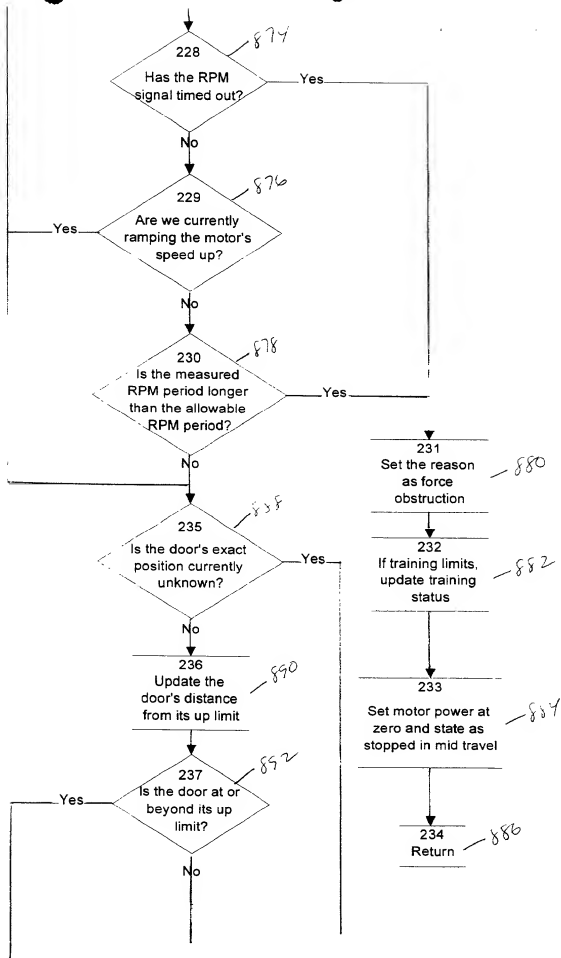 228
874
Has the RPM
signal timed out?
Yes
No
229
876
Are we currently
ramping the motor's
speed up?
Yes
No
230
878
Is the measured
RPM period longer
than the allowable
RPM period?
Yes
No
231
Set the reason
as force
obstruction
880
235
Is the door's exact
position currently
unknown?
Yes
No
232
If training limits,
update training
status
882
236
Update the
door's distance
from its up limit
890
233
Set motor power at
zero and state as
stopped in mid travel
884
237
892
Is the door at or
beyond its up
limit?
Yes
No
234
Return
886